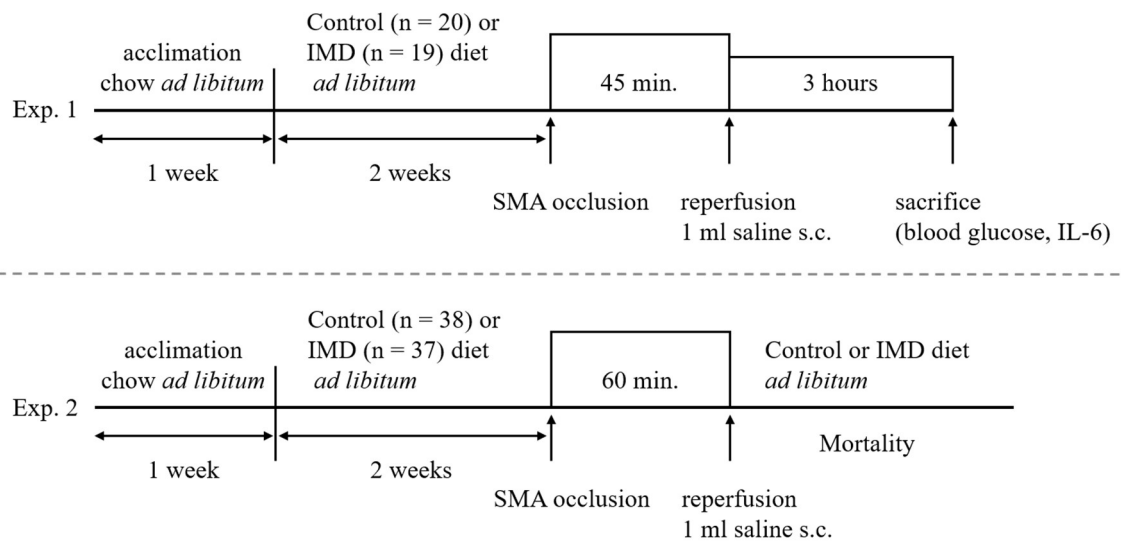 Control (n = 20) or
acclimation
IMD (n = 19) diet
chow ad libitum
ad libitum
45 min.
3 hours
Exp. 1
1 week
2 weeks
SMA occlusion
reperfusion
1 ml saline s.c.
sacrifice
(blood glucose, IL-6)
Control (n = 38) or
acclimation
IMD (n = 37) diet
chow ad libitum
ad libitum
60 min.
Control or IMD diet
ad libitum
Exp. 2
Mortality
1 week
2 weeks
SMA occlusion
reperfusion
1 ml saline s.c.